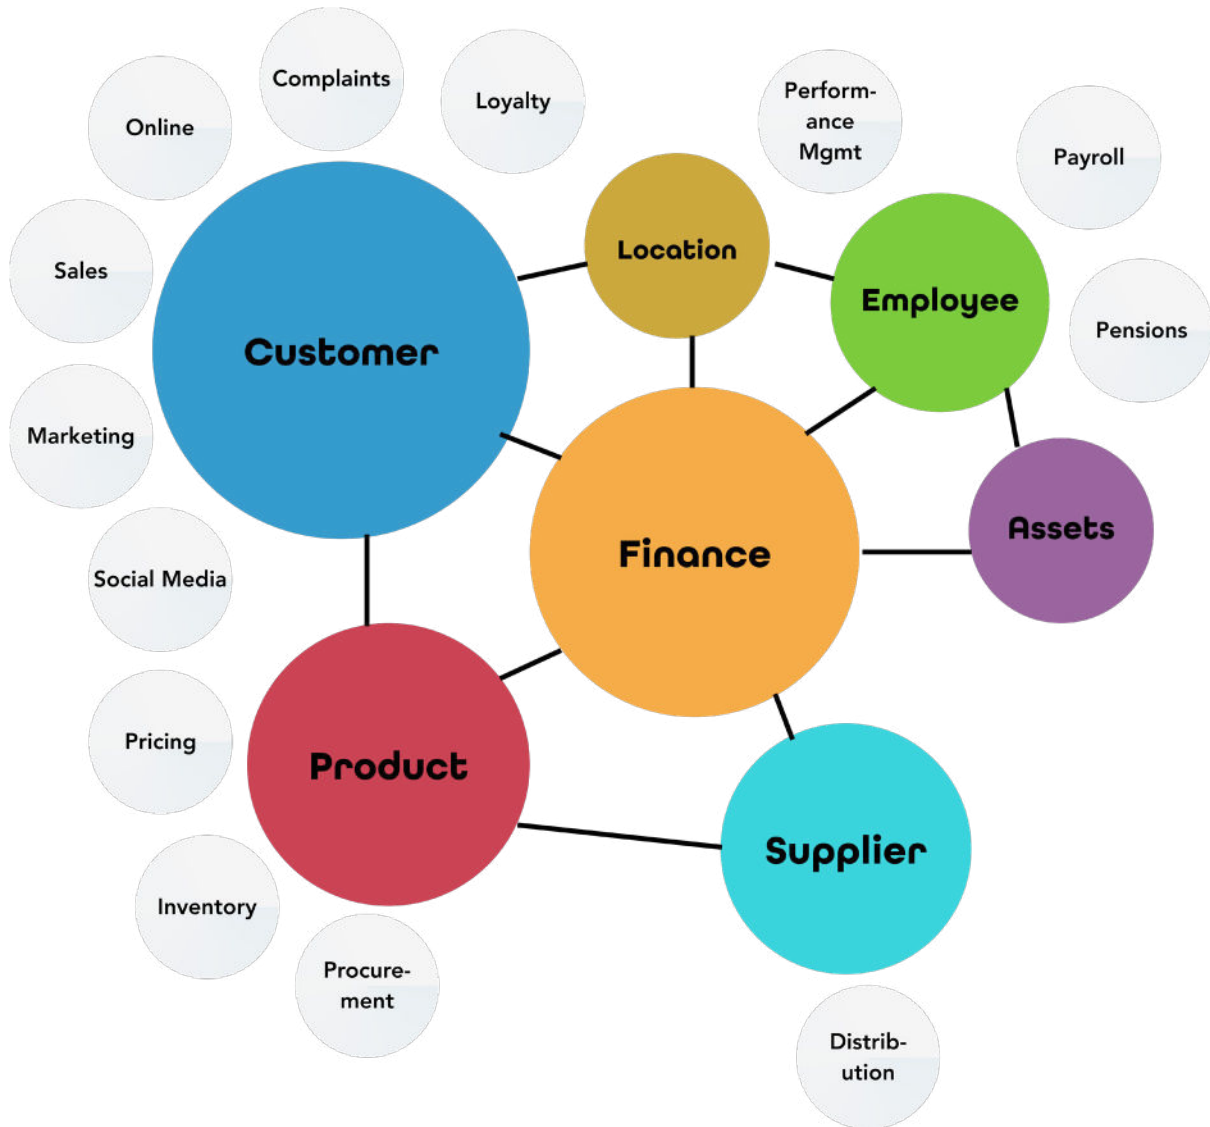 Complaints
Loyalty
Online
Perform-
ance
Mgmt
Payroll
Sales
Location
Employee
Pensions
Customer
Marketing
Assets
Finance
Social Media
Pricing
Product
Supplier
Inventory
Procure-
ment
Distrib-
ution